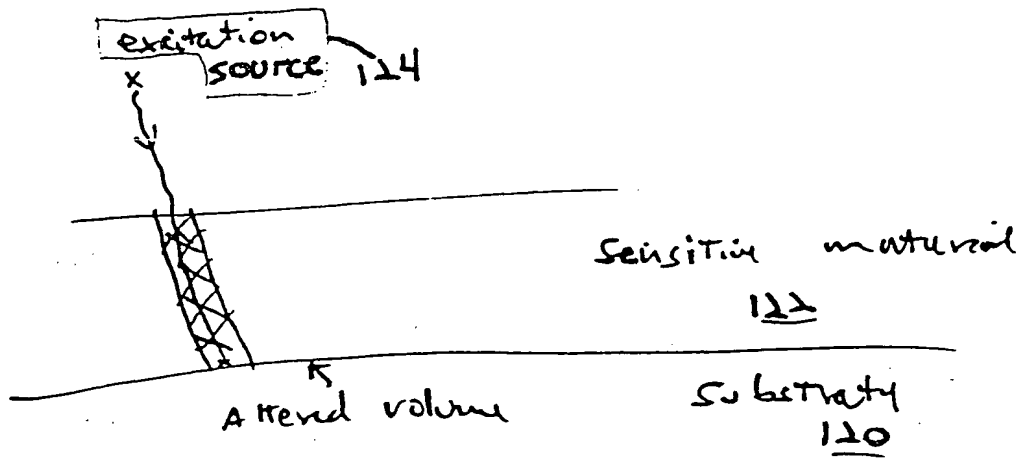 excitation
source
124
x
Sensitive material
122
Altered volume
Substrate
120